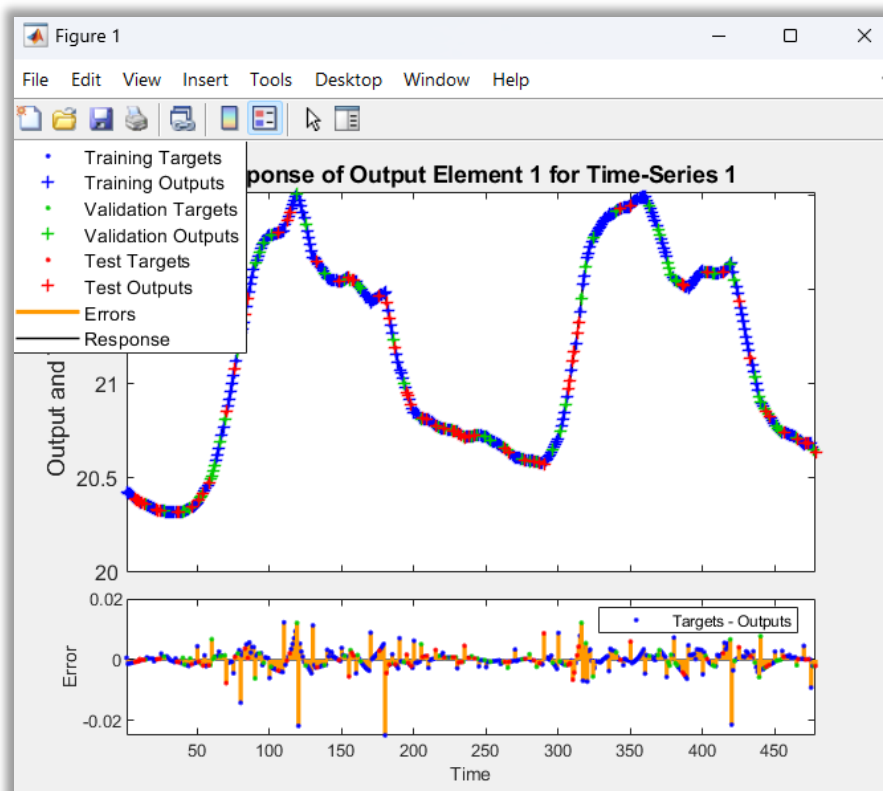 Figure 1
File Edit View Insert Tools Desktop Window Help
Training Targets
Training Outputs
Validation Targets
Validation Outputs
Test Targets
Test Outputs
Errors
Response
ponse of Output Element 1 for Time-Series 1
Output and
21
20.5
20
0.02
0
-0.02
Error
Targets - Outputs
50 100 150 200 250 300 350 400 450
Time